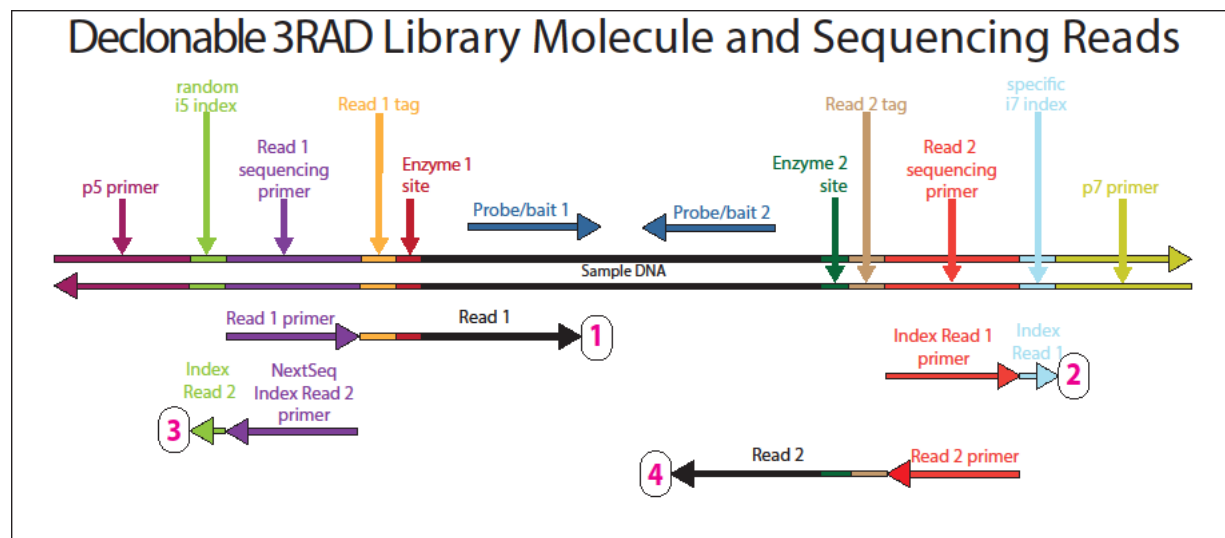 Declonable 3RAD Library Molecule and Sequencing Reads
random
i5 index
Read 1 tag
Read 2 tag
specific
i7 index
p5 primer
Read 1
sequencing
primer
Enzyme 1
site
Probe/bait 1
Probe/bait 2
Enzyme 2
site
Read 2
sequencing
primer
p7 primer
Sample DNA
Read 1 primer
Read 1
1
Index Read 1
primer
Index
Read 1
2
Index
Read 2
NextSeq
Index Read 2
primer
3
Read 2
4
Read 2 primer